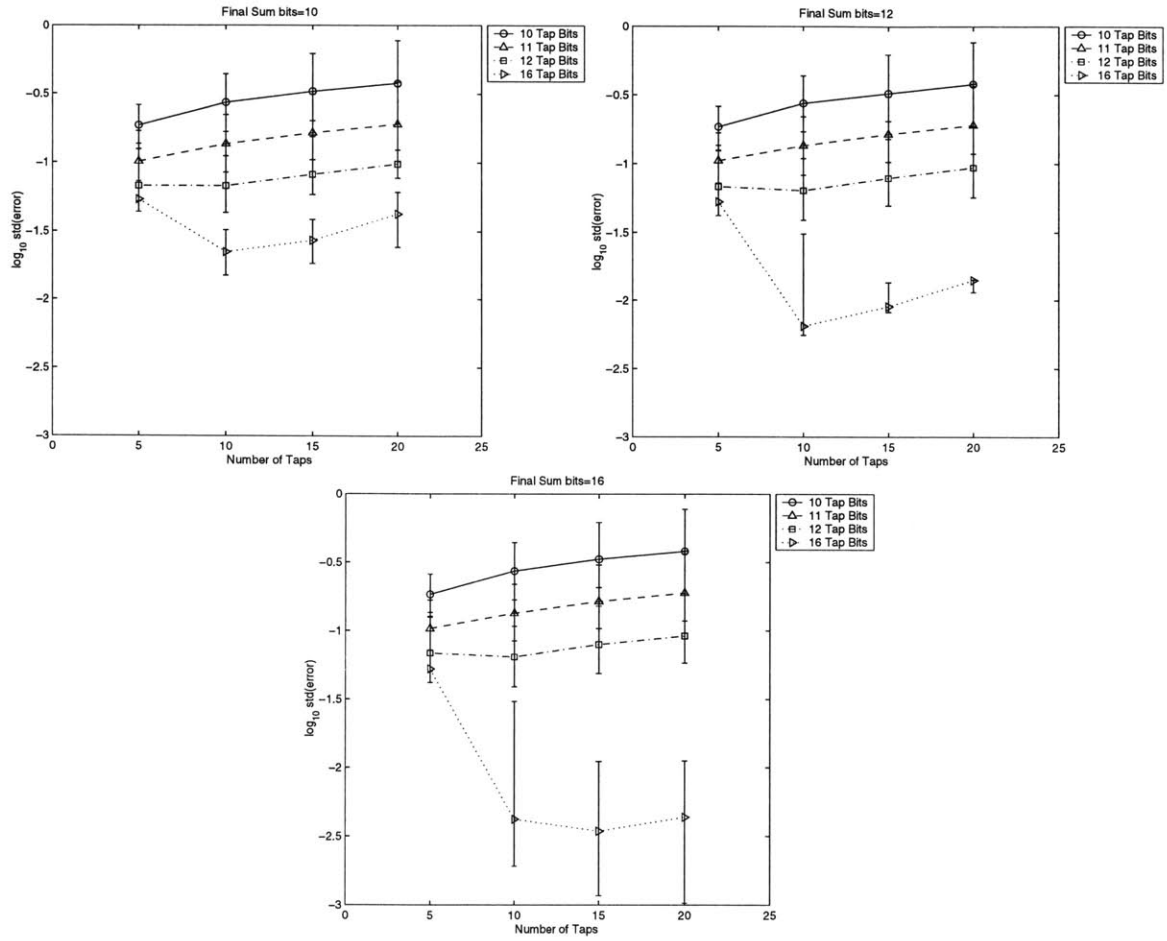 Final Sum bits=10
10 Tap Bits
11 Tap Bits
12 Tap Bits
16 Tap Bits
0
−0.5
−1
−1.5
−2
−2.5
−3
log10 std(error)
0 5 10 15 20 25
Number of Taps
Final Sum bits=12
10 Tap Bits
11 Tap Bits
12 Tap Bits
16 Tap Bits
0
−0.5
−1
−1.5
−2
−2.5
−3
log10 std(error)
0 5 10 15 20 25
Number of Taps
Final Sum bits=16
10 Tap Bits
11 Tap Bits
12 Tap Bits
16 Tap Bits
0
−0.5
−1
−1.5
−2
−2.5
−3
log10 std(error)
0 5 10 15 20 25
Number of Taps